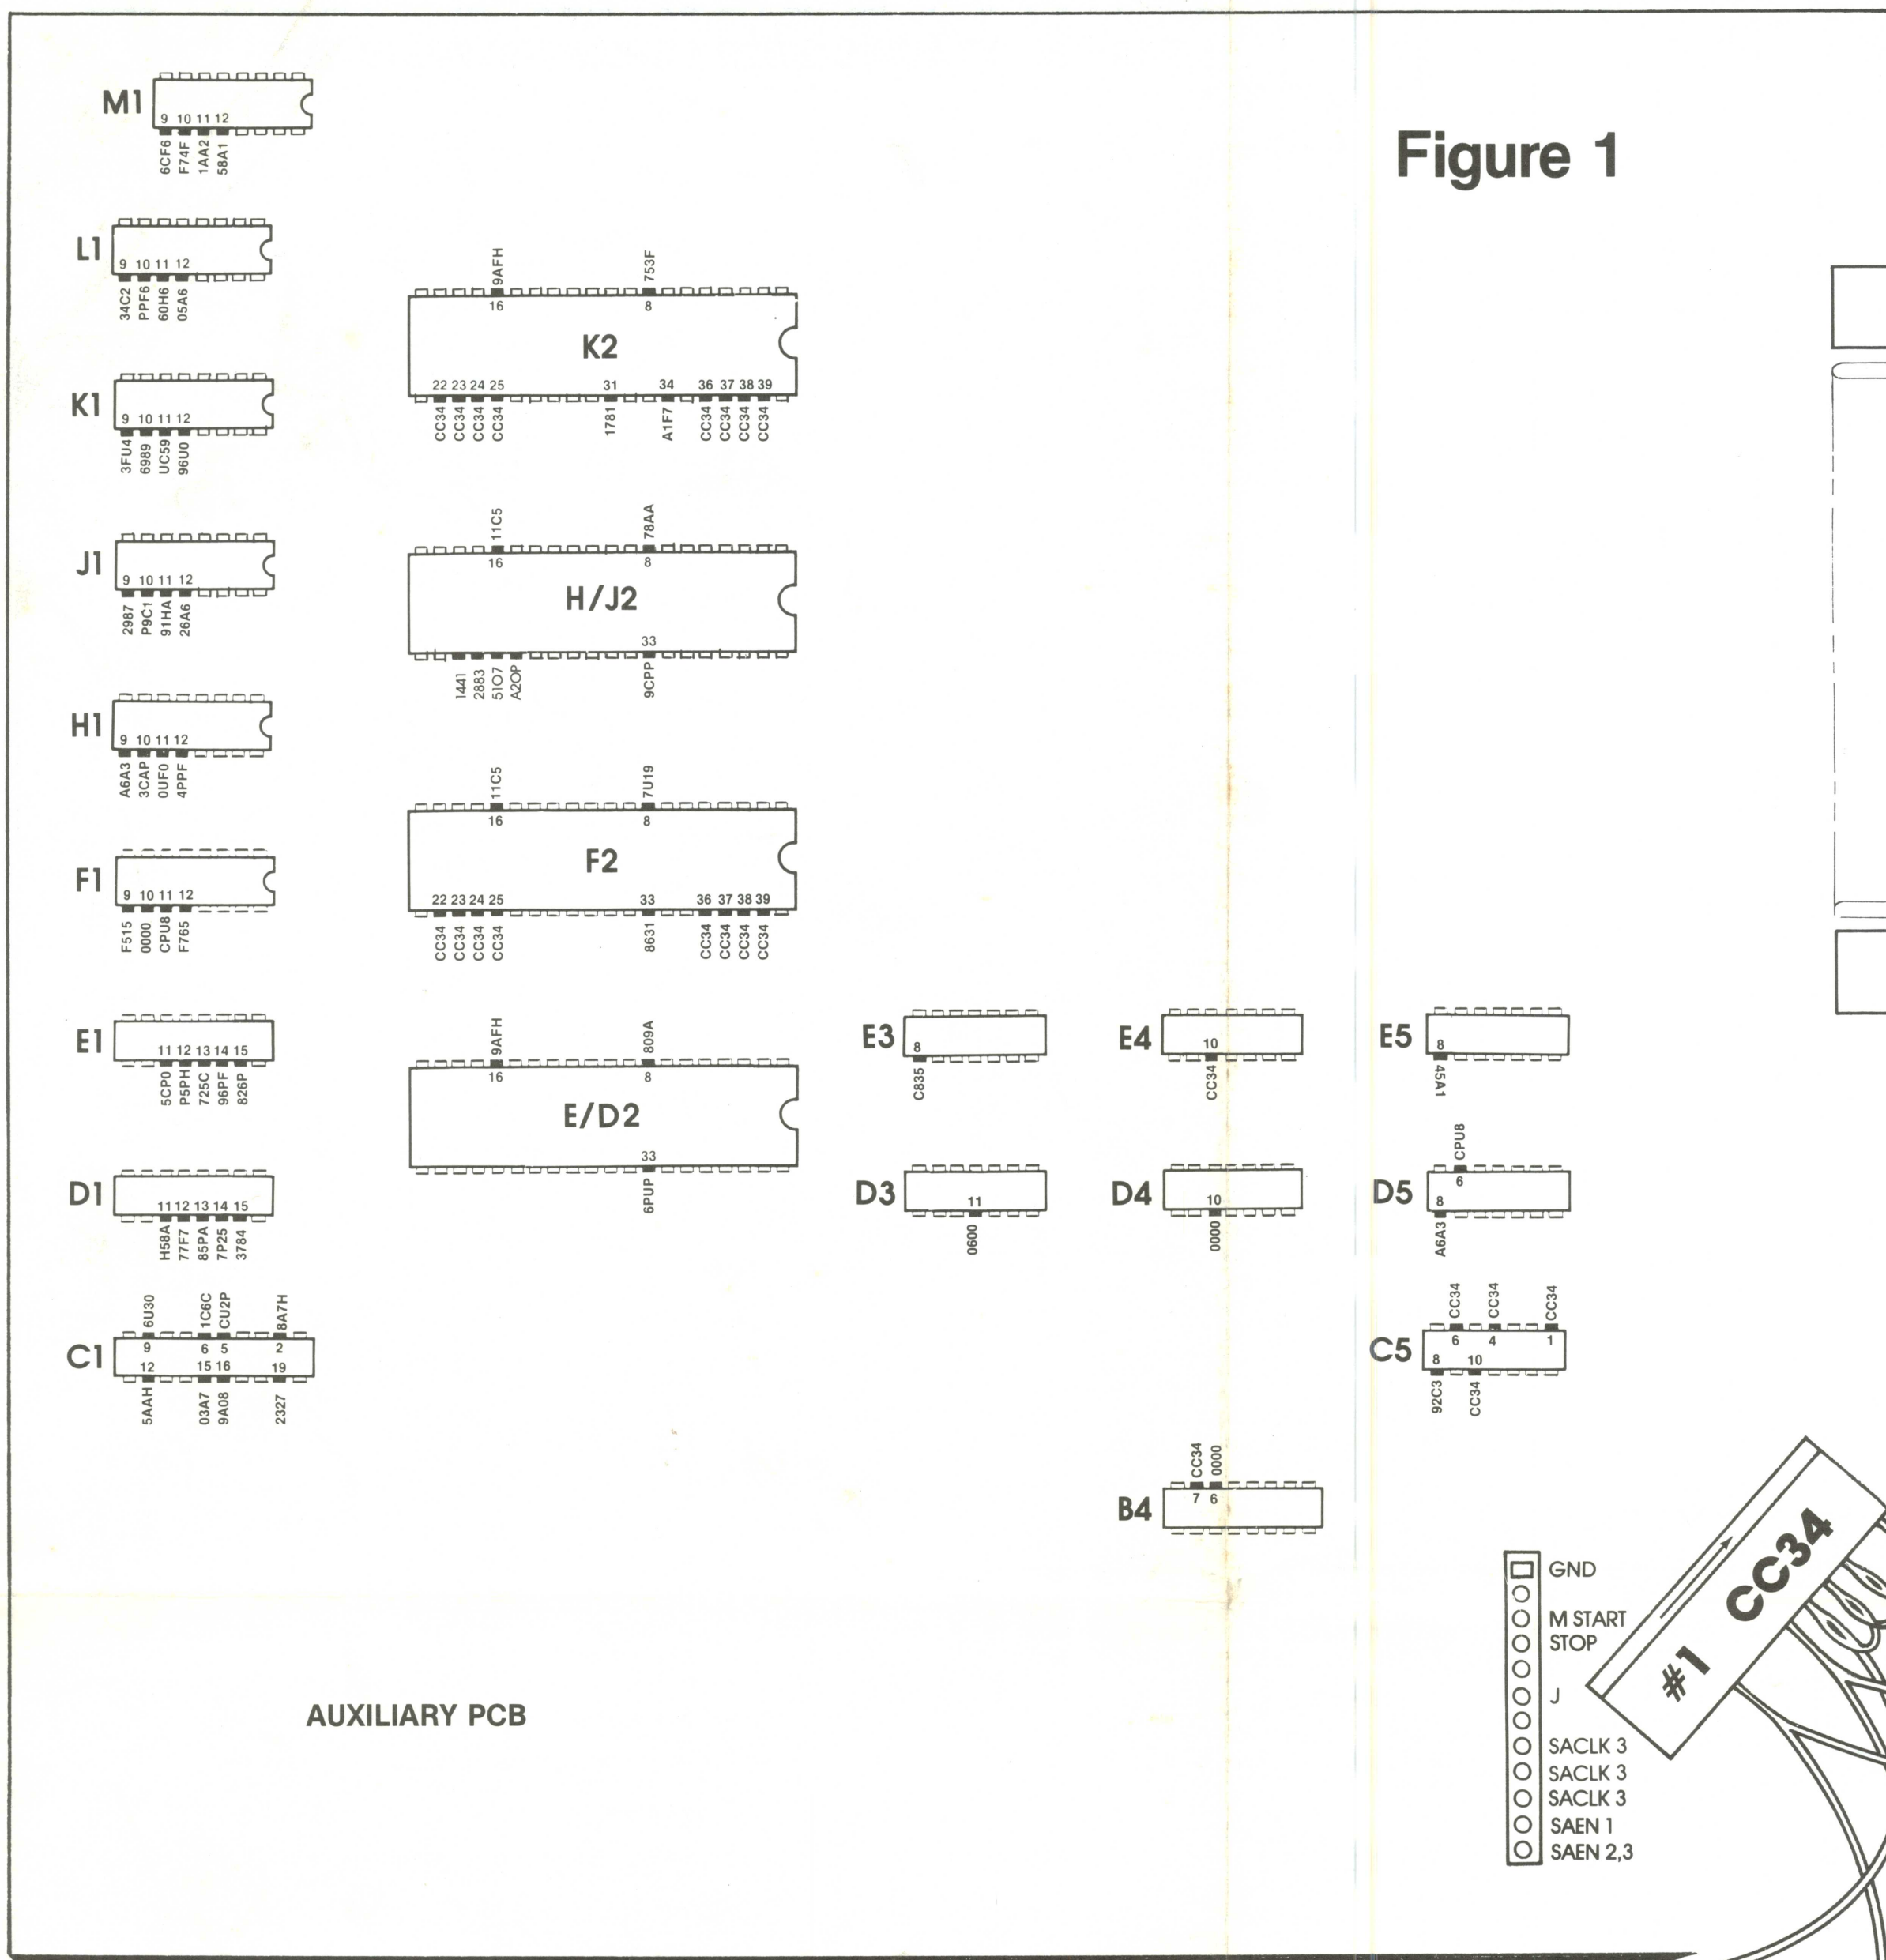 Figure 1
M1
9 10 11 12
6CF6 F74F 1AA2 58A1
L1
9 10 11 12
34C2 PPF6 60H6 05A6
K1
9 10 11 12
3FU4 6989 UC59 96U0
J1
9 10 11 12
2987 P9C1 91HA 26A6
H1
9 10 11 12
A6A3 3CAP 0UF0 4PPF
F1
9 10 11 12
F515 0000 CPU8 F765
E1
11 12 13 14 15
5CP0 P5PH 725C 96PF 826P
D1
11 12 13 14 15
H58A 77F7 85PA 7P25 3784
6U30 1C6C CU2P 8A7H
C1
9 6 5 2
12 15 16 19
5AAH 03A7 9A08 2327
9AFH 753F
16 8
K2
22 23 24 25 31 34 36 37 38 39
CC34 CC34 CC34 CC34 1781 A1F7 CC34 CC34 CC34 CC34
11C5 78AA
16 8
H/J2
33
1441 2883 51O7 A2OP 9CPP
11C5 7U19
16 8
F2
22 23 24 25 33 36 37 38 39
CC34 CC34 CC34 CC34 8631 CC34 CC34 CC34 CC34
9AFH 809A
16 8
E/D2
33
6PUP
E3
8
C835
E4
10
CC34
E5
8
45A1
D3
11
0600
D4
10
0000
CPU8
D5
6
8
A6A3
CC34 CC34 CC34
C5
6 4 1
8 10
92C3 CC34
CC34 0000
B4
7 6
GND
M START
STOP
J
SACLK 3
SACLK 3
SACLK 3
SAEN 1
SAEN 2,3
#1 CC34
AUXILIARY PCB